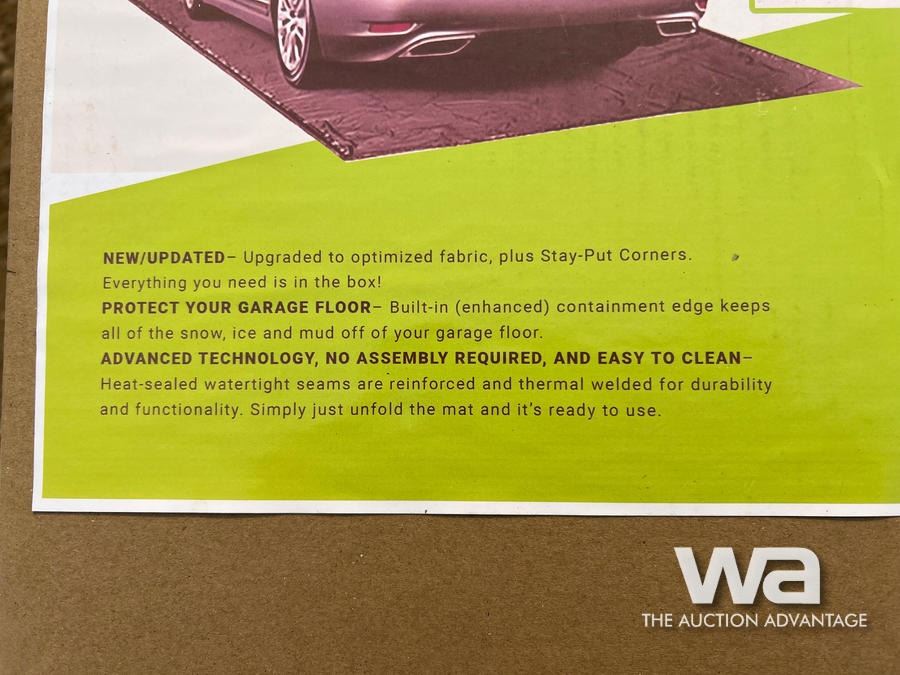 NEW/UPDATED– Upgraded to optimized fabric, plus Stay-Put Corners.
Everything you need is in the box!
PROTECT YOUR GARAGE FLOOR– Built-in (enhanced) containment edge keeps
all of the snow, ice and mud off of your garage floor.
ADVANCED TECHNOLOGY, NO ASSEMBLY REQUIRED, AND EASY TO CLEAN–
Heat-sealed watertight seams are reinforced and thermal welded for durability
and functionality. Simply just unfold the mat and it's ready to use.
wa
THE AUCTION ADVANTAGE